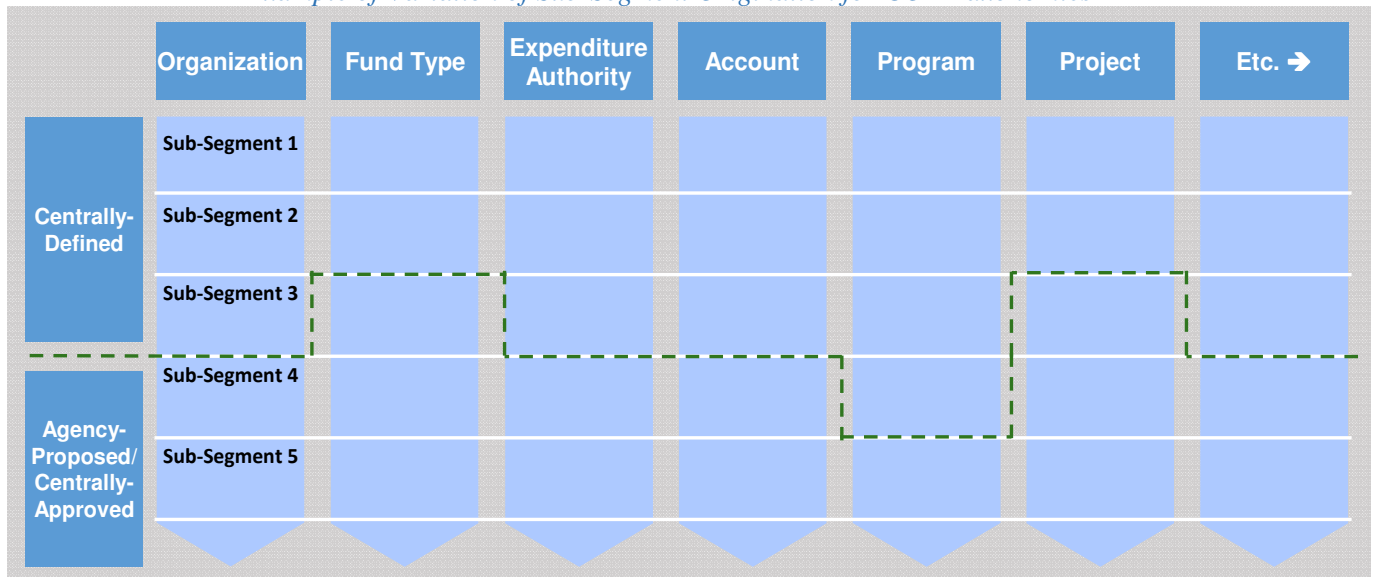 Organization
Fund Type
Expenditure
Authority
Account
Program
Project
Etc. ➔
Centrally-
Defined
Sub-Segment 1
Sub-Segment 2
Sub-Segment 3
Sub-Segment 4
Sub-Segment 5
Agency-
Proposed/
Centrally-
Approved